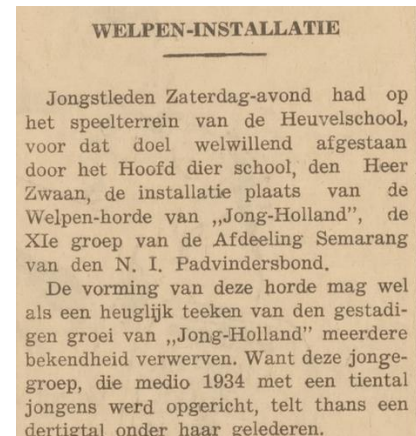 WELPEN-INSTALLATIE
Jongstleden Zaterdag-avond had op
het speelterrein van de Heuvelschool,
voor dat doel welwillend afgestaan
door het Hoofd dier school, den Heer
Zwaan, de installatie plaats van de
Welpen-horde van „Jong-Holland”, de
XIe groep van de Afdeeling Semarang
van den N. I. Padvindersbond.
De vorming van deze horde mag wel
als een heuglijk teeken van den gestadi-
gen groei van „Jong-Holland” meerdere
bekendheid verwerven. Want deze jonge-
groep, die medio 1934 met een tiental
jongens werd opgericht, telt thans een
dertigtal onder haar gelederen.